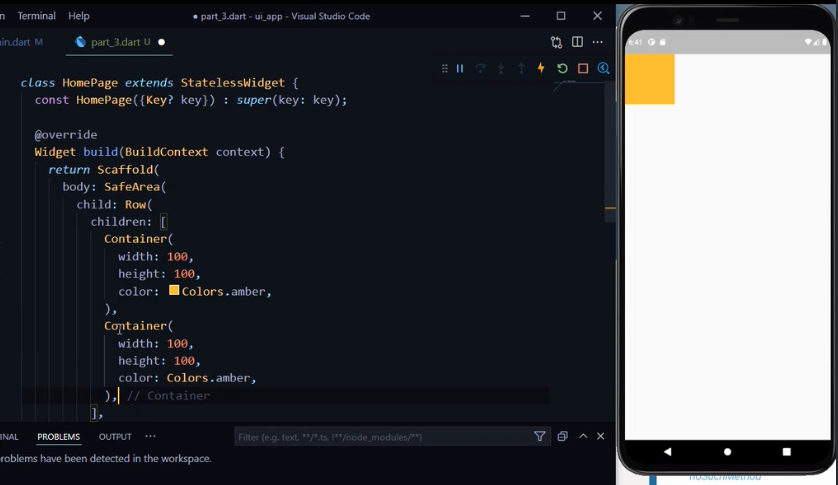 n Terminal Help
part_3.dart - ui_app - Visual Studio Code
in.dart M
part_3.dart U
class HomePage extends StatelessWidget {
const HomePage({Key? key}) : super(key: key);
@override
Widget build(BuildContext context) {
return Scaffold(
body: SafeArea(
child: Row(
children: [
Container(
width: 100,
height: 100,
color: Colors.amber,
),
Container(
width: 100,
height: 100,
color: Colors.amber,
), // Container
],
INAL PROBLEMS OUTPUT ...
Filter (e.g. text, **/*.ts, !**/node_modules/**)
roblems have been detected in the workspace.
6:41
noSuchMethod